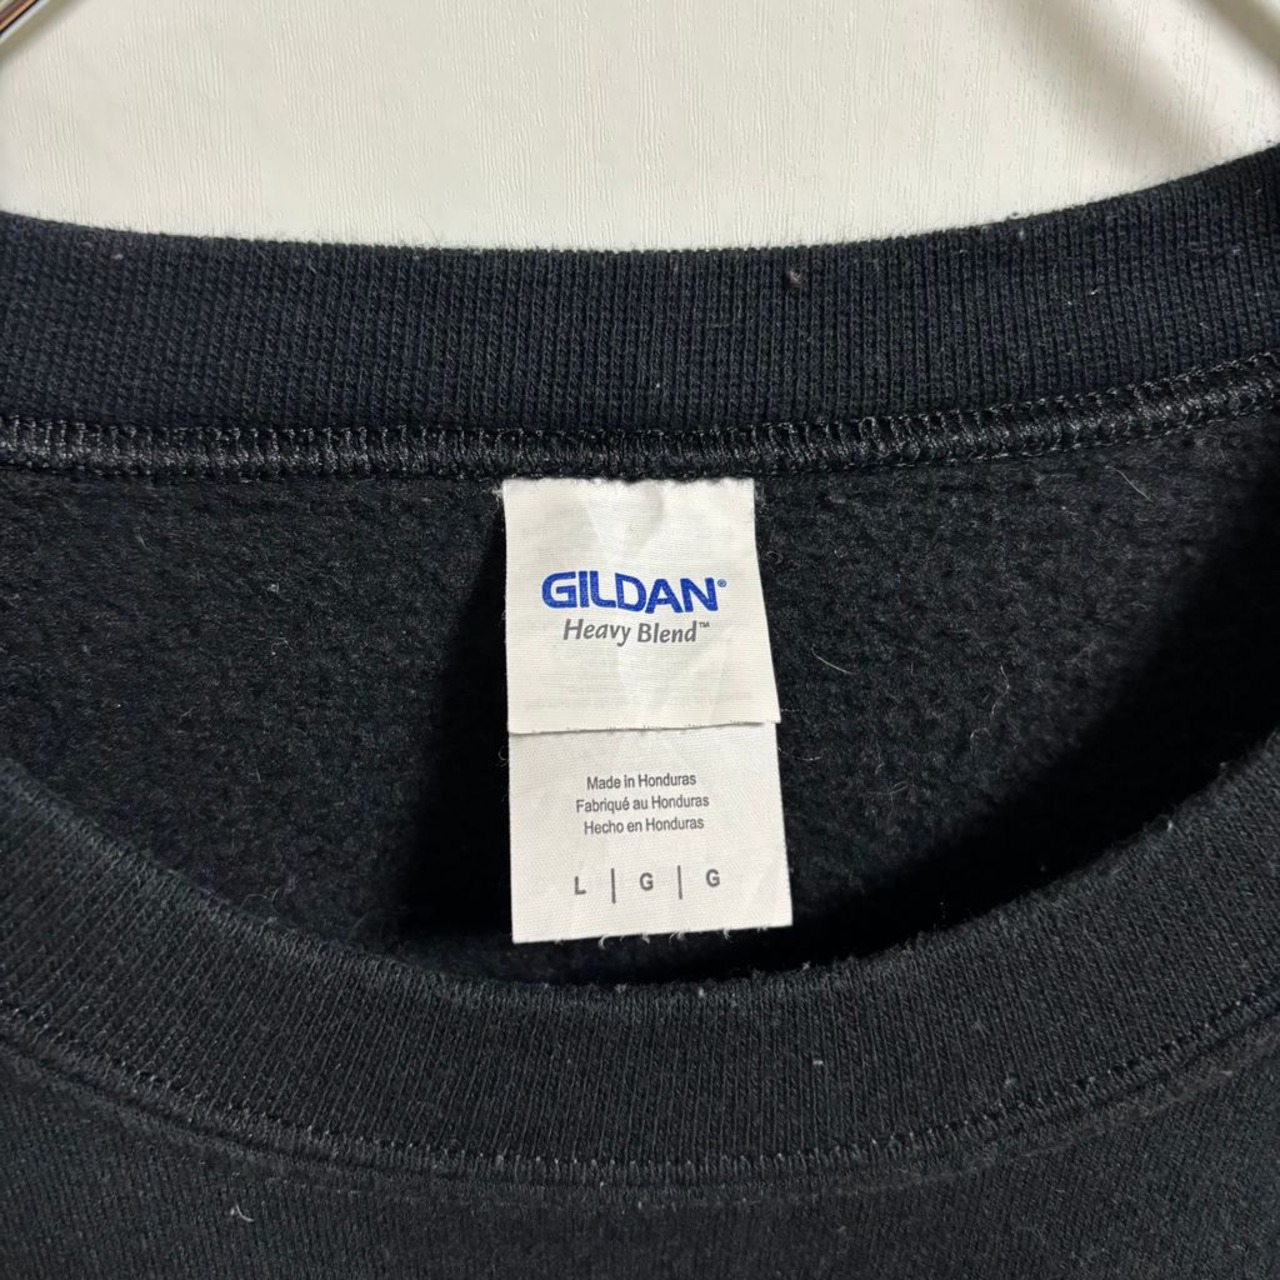 GILDAN®
Heavy Blend™
Made in Honduras
Fabriqué au Honduras
Hecho en Honduras
L | G | G